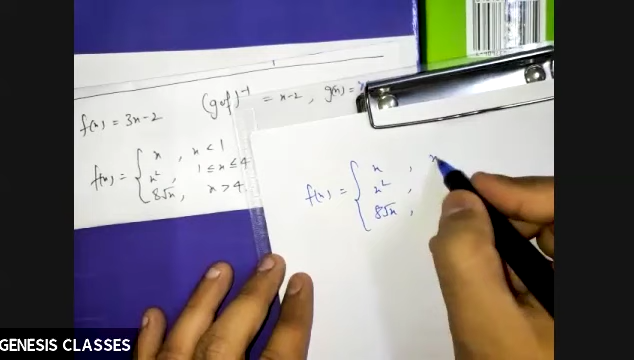 f(x) = 3x-2 (gof)⁻¹ = x-2, g(x) =
f(x) = { x , x < 1
x² , 1 ≤ x ≤ 4
8√x , x > 4
f(x) = { x , x
x² ,
8√x ,
GENESIS CLASSES